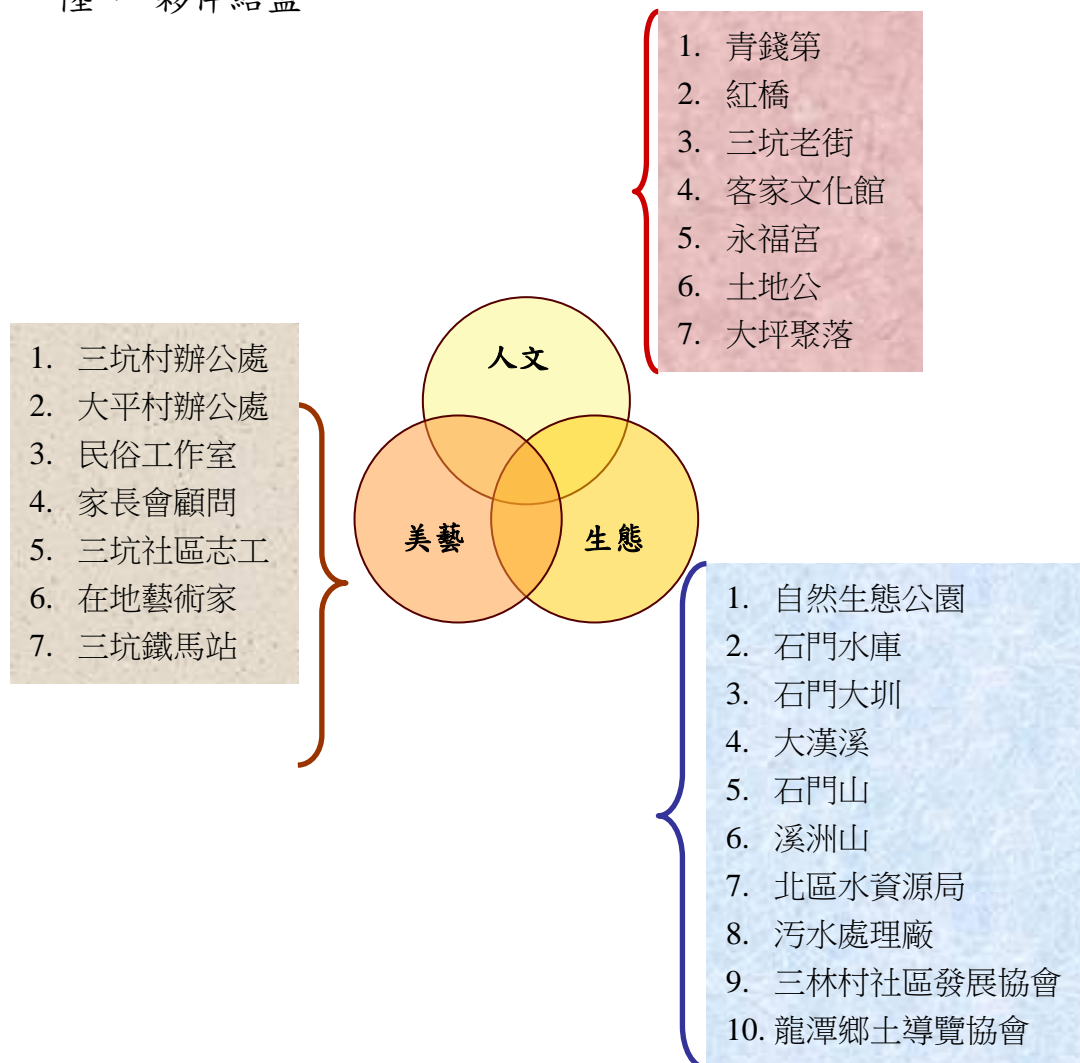 陸、夥伴結盟
1. 青錢第
2. 紅橋
3. 三坑老街
4. 客家文化館
5. 永福宮
6. 土地公
7. 大坪聚落
人文
美藝
生態
1. 三坑村辦公處
2. 大平村辦公處
3. 民俗工作室
4. 家長會顧問
5. 三坑社區志工
6. 在地藝術家
7. 三坑鐵馬站
1. 自然生態公園
2. 石門水庫
3. 石門大圳
4. 大漢溪
5. 石門山
6. 溪洲山
7. 北區水資源局
8. 汚水處理廠
9. 三林村社區發展協會
10. 龍潭鄉土導覽協會